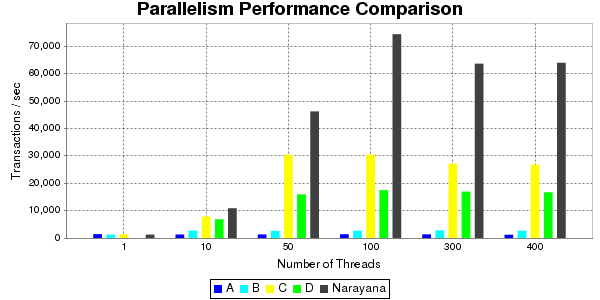 Parallelism Performance Comparison
Transactions / sec
70,000
60,000
50,000
40,000
30,000
20,000
10,000
0
1 10 50 100 300 400
Number of Threads
A B C D Narayana